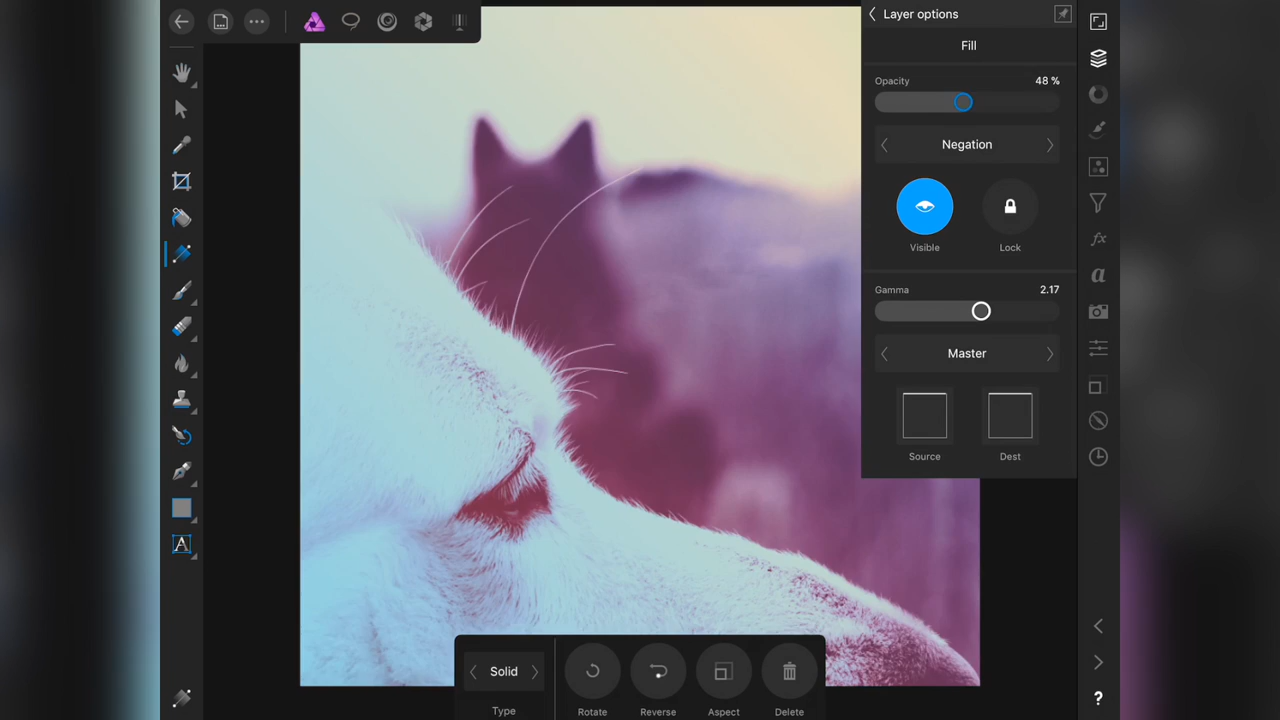 Layer options
Fill
Opacity 48 %
Negation
Visible Lock
Gamma 2.17
Master
Source Dest
fx
a
A
Solid
Type Rotate Reverse Aspect Delete
?